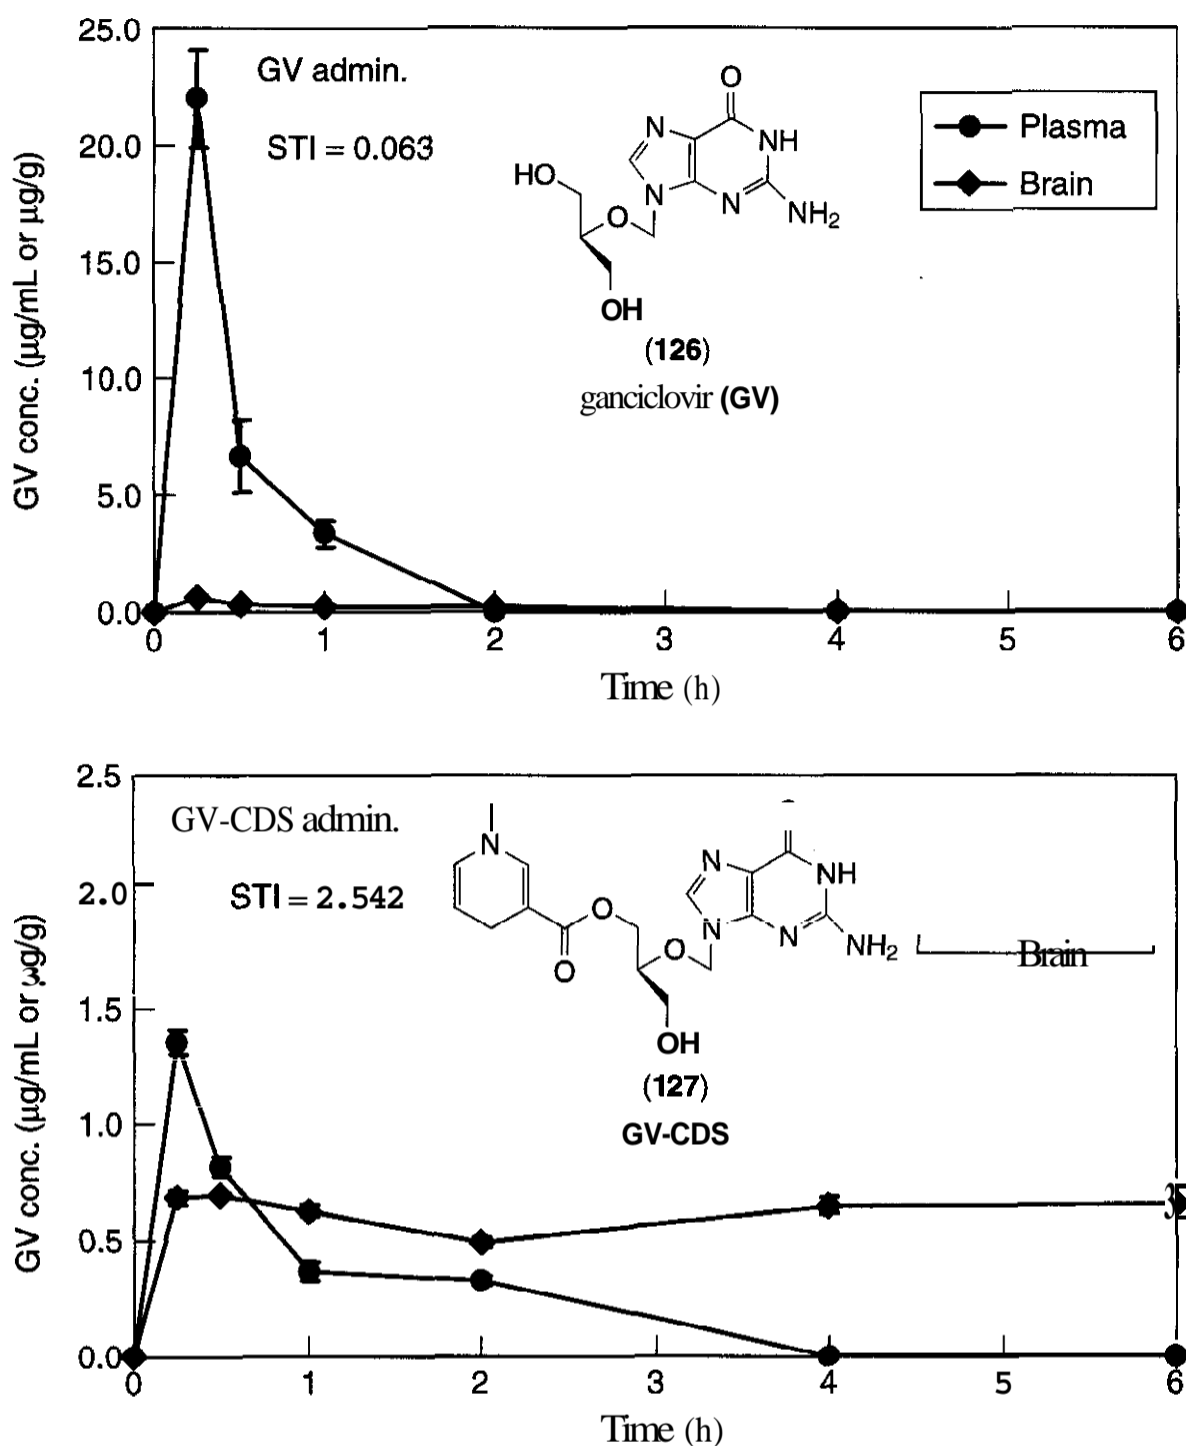 25.0
GV admin.
STI = 0.063
Plasma
Brain
20.0
15.0
10.0
5.0
0.0
GV conc. (μg/mL or μg/g)
O
N
NH
HO
O
N
N
NH2
OH
(126)
ganciclovir (GV)
0
1
2
3
4
5
6
Time (h)
2.5
GV-CDS admin.
STI = 2.542
2.0
1.5
1.0
0.5
0.0
GV conc. (μg/mL or μg/g)
N
N
NH
O
O
O
N
N
NH2
OH
(127)
GV-CDS
Brain
0
1
2
3
4
5
6
Time (h)